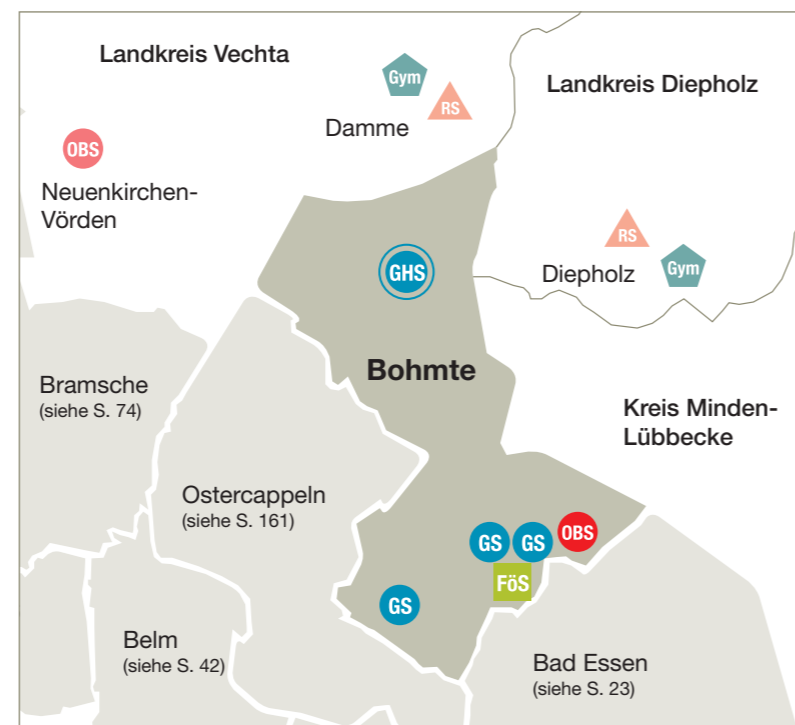 Landkreis Vechta
Gym
RS
Damme
Landkreis Diepholz
OBS
Neuenkirchen-
Vörden
RS
Diepholz
Gym
GHS
Bohmte
Bramsche
(siehe S. 74)
Kreis Minden-
Lübbecke
Ostercappeln
(siehe S. 161)
GS
GS
OBS
FöS
GS
Belm
(siehe S. 42)
Bad Essen
(siehe S. 23)